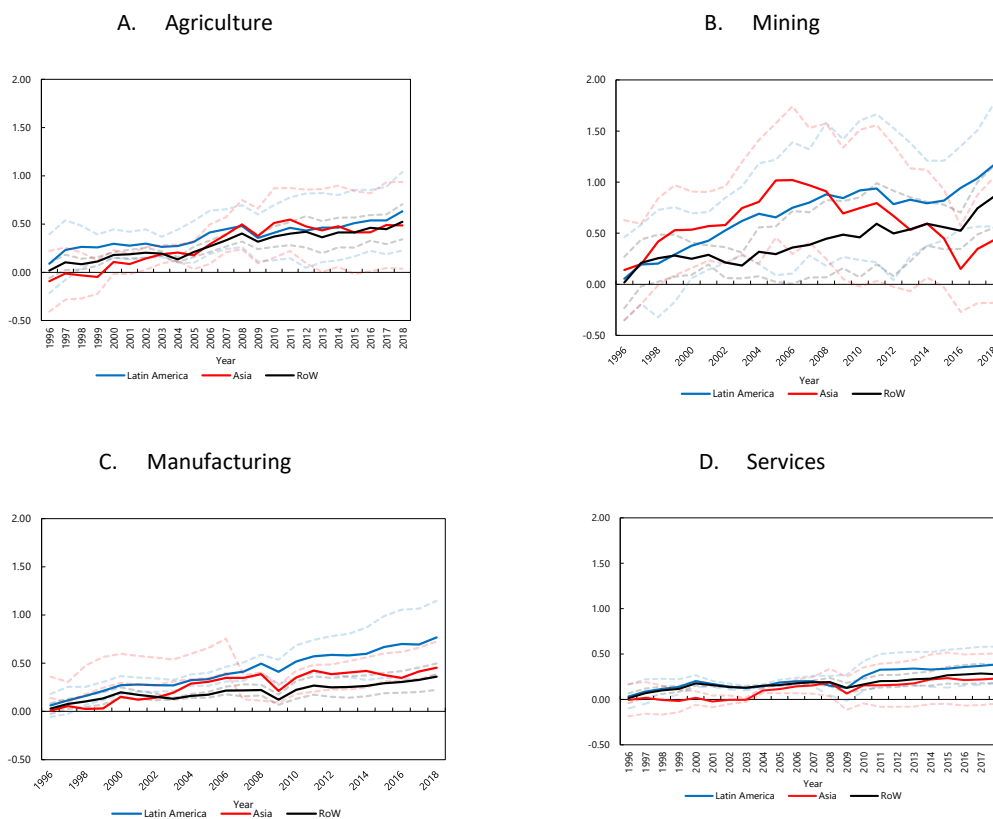 A. Agriculture
2.00
1.50
1.00
0.50
0.00
-0.50
1996 1997 1998 1999 2000 2001 2002 2003 2004 2005 2006 2007 2008 2009 2010 2011 2012 2013 2014 2015 2016 2017 2018
Year
Latin America Asia RoW
B. Mining
2.00
1.50
1.00
0.50
0.00
-0.50
1996 1998 2000 2002 2004 2006 2008 2010 2012 2014 2016 2018
Year
Latin America Asia RoW
C. Manufacturing
2.00
1.50
1.00
0.50
0.00
-0.50
1996 1998 2000 2002 2004 2006 2008 2010 2012 2014 2016 2018
Year
Latin America Asia RoW
D. Services
2.00
1.50
1.00
0.50
0.00
-0.50
1996 1997 1998 1999 2000 2001 2002 2003 2004 2005 2006 2007 2008 2009 2010 2011 2012 2013 2014 2015 2016 2017
Year
Latin America Asia RoW